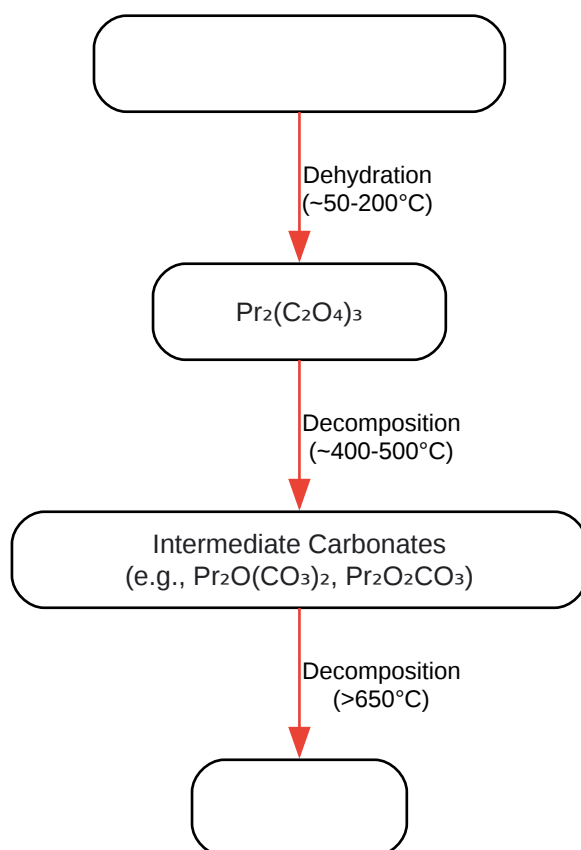 Dehydration
(~50-200°C)
Pr₂(C₂O₄)₃
Decomposition
(~400-500°C)
Intermediate Carbonates
(e.g., Pr₂O(CO₃)₂, Pr₂O₂CO₃)
Decomposition
(>650°C)